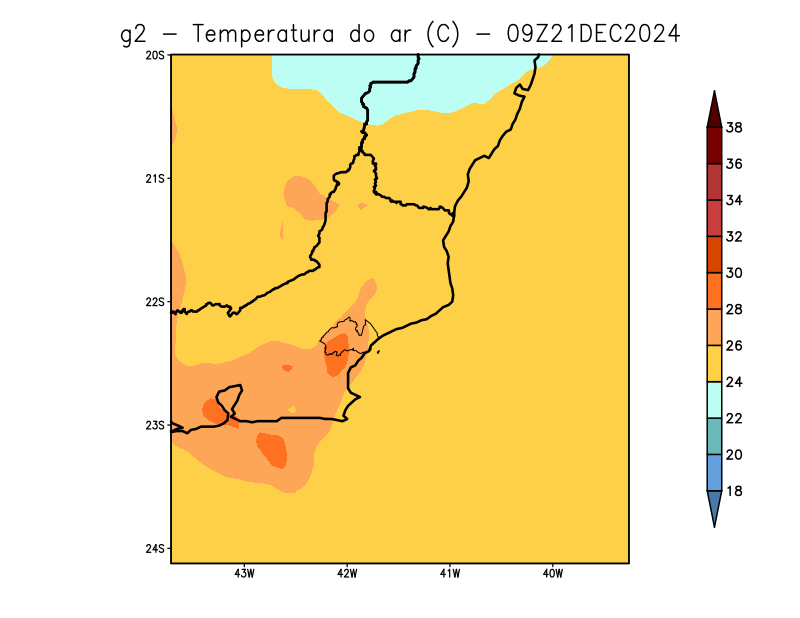 g2 – Temperatura do ar (C) – 09Z21DEC2024
20S
21S
22S
23S
24S
43W
42W
41W
40W
38
36
34
32
30
28
26
24
22
20
18